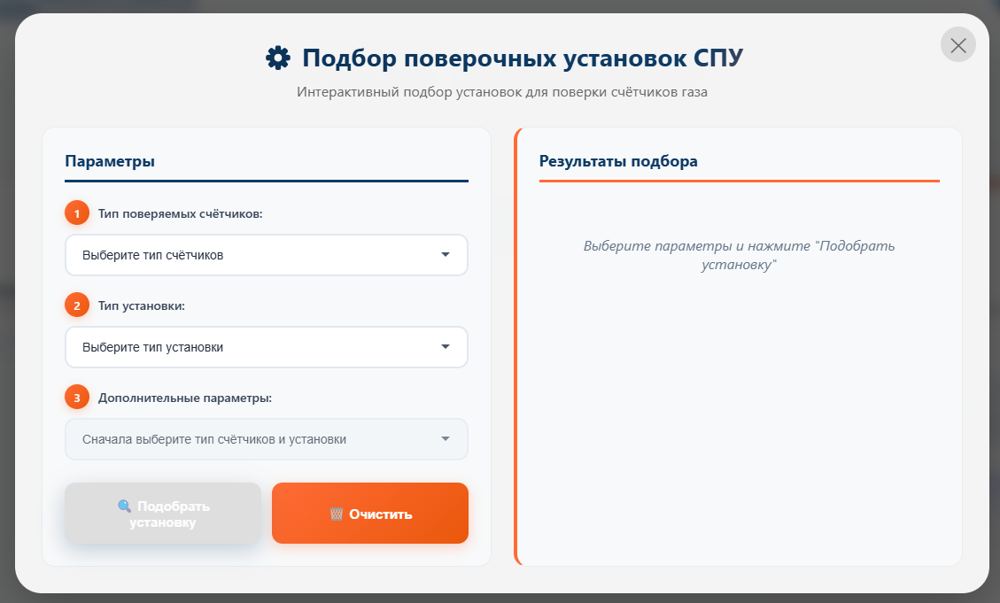 Подбор поверочных установок СПУ
Интерактивный подбор установок для поверки счётчиков газа
Параметры
1 Тип поверяемых счётчиков:
Выберите тип счётчиков
2 Тип установки:
Выберите тип установки
3 Дополнительные параметры:
Сначала выберите тип счётчиков и установки
Подобрать
установку
Очистить
Результаты подбора
Выберите параметры и нажмите "Подобрать
установку"